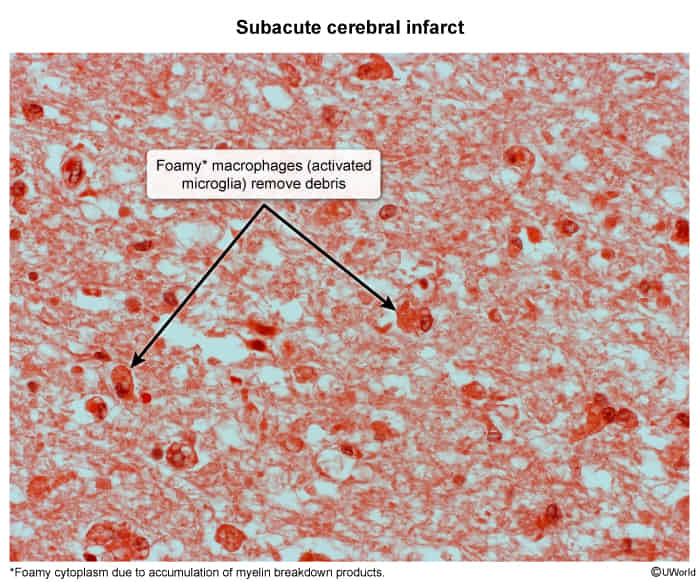 Subacute cerebral infarct
Foamy* macrophages (activated
microglia) remove debris
*Foamy cytoplasm due to accumulation of myelin breakdown products.
©UWorld